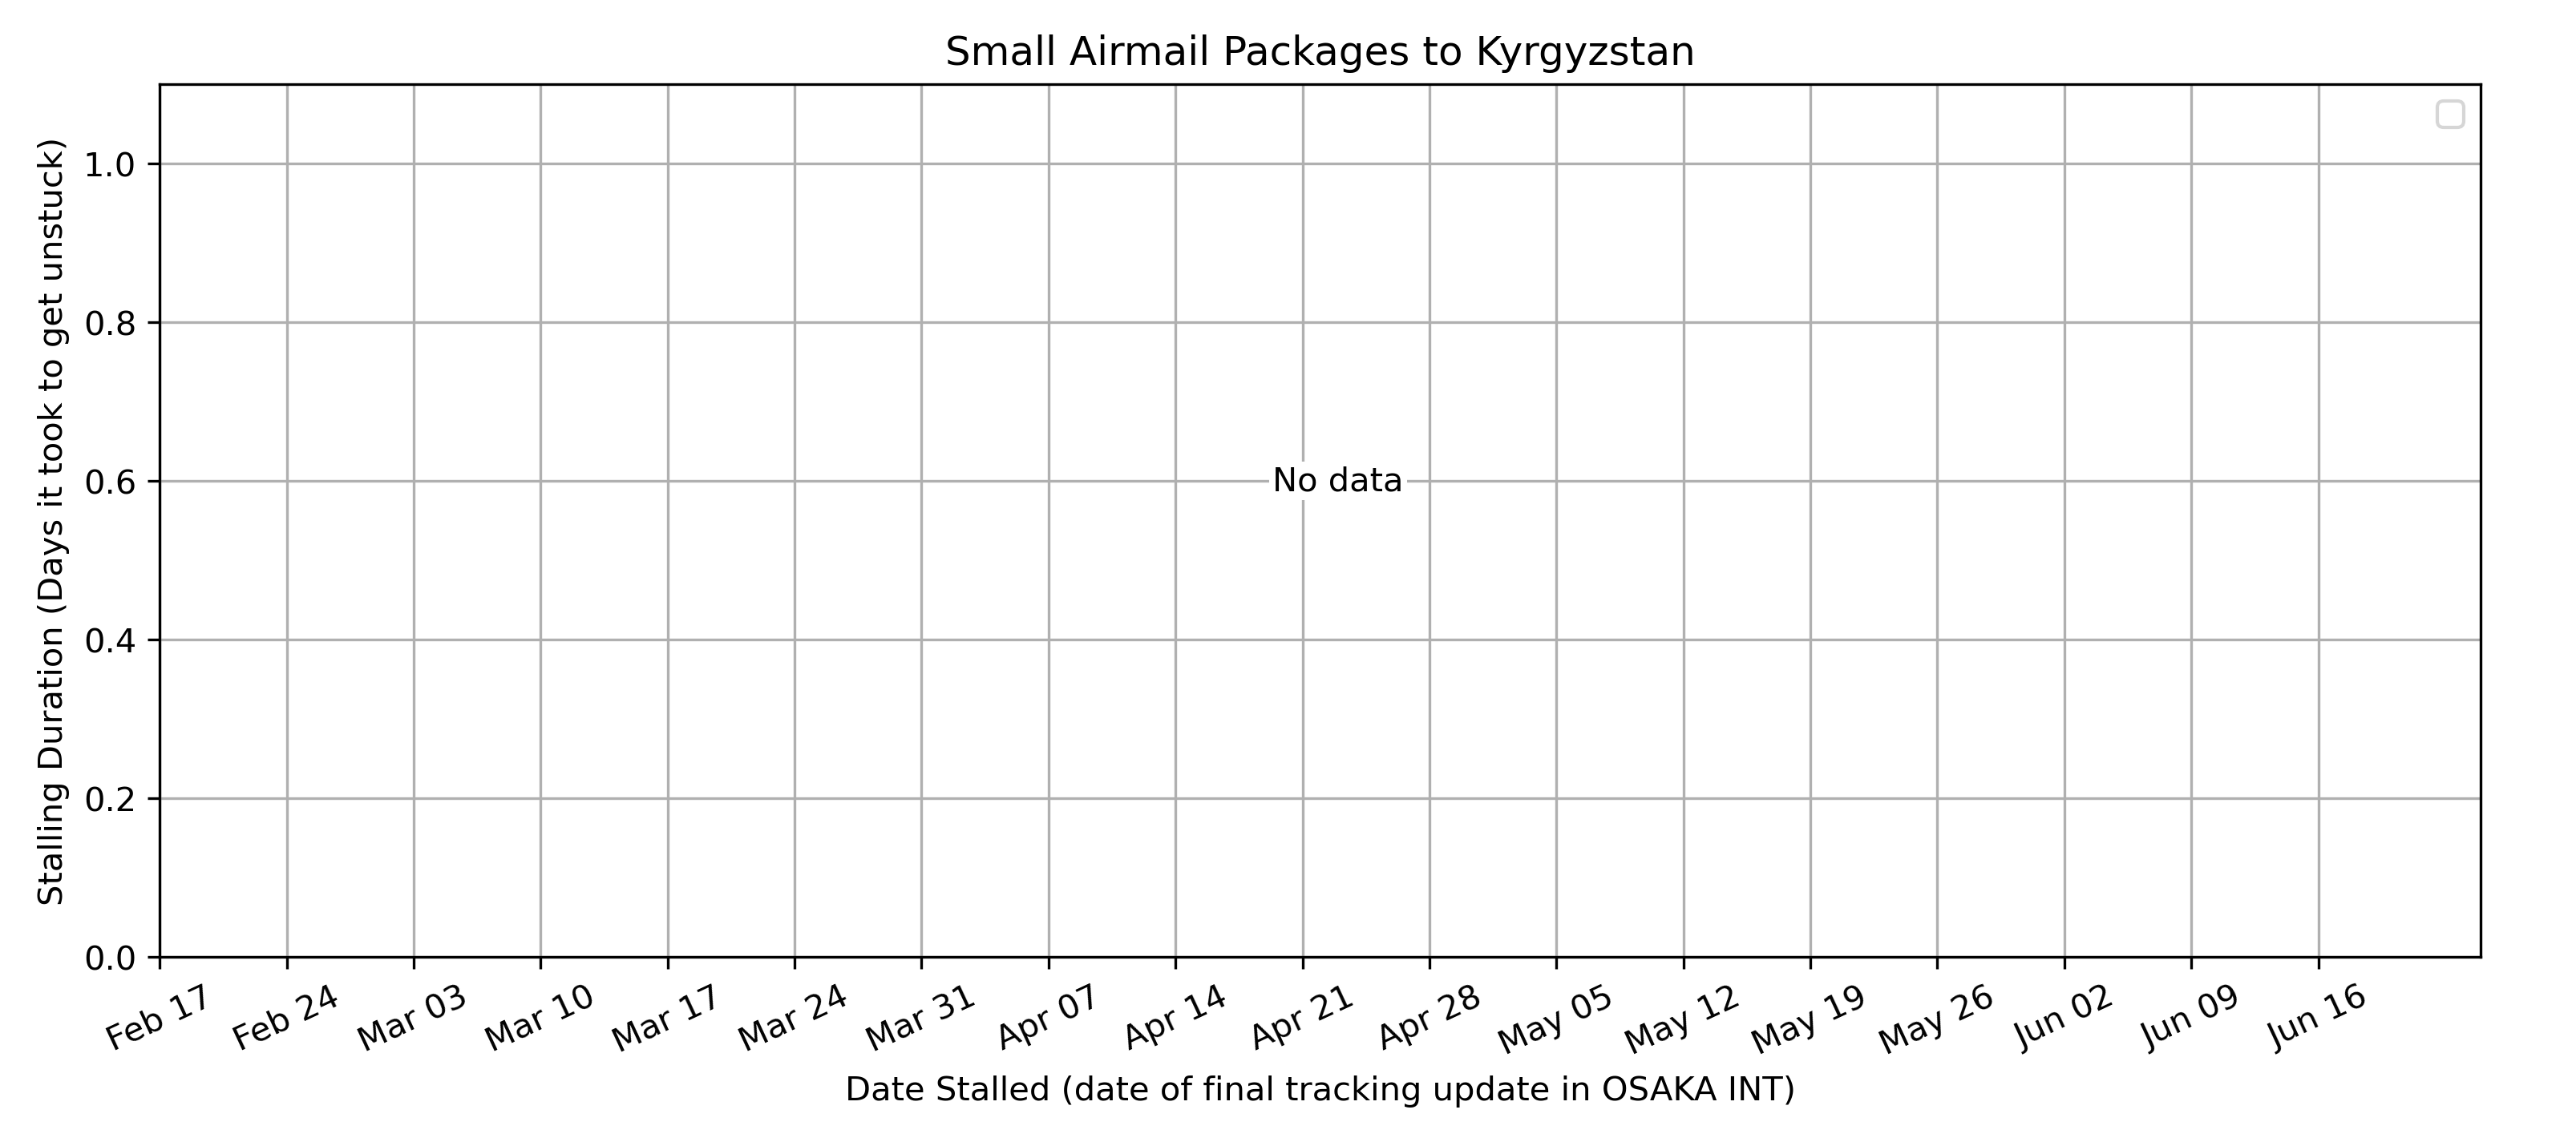 Small Airmail Packages to Kyrgyzstan
Stalling Duration (Days it took to get unstuck)
1.0
0.8
0.6
0.4
0.2
0.0
No data
Feb 17
Feb 24
Mar 03
Mar 10
Mar 17
Mar 24
Mar 31
Apr 07
Apr 14
Apr 21
Apr 28
May 05
May 12
May 19
May 26
Jun 02
Jun 09
Jun 16
Date Stalled (date of final tracking update in OSAKA INT)